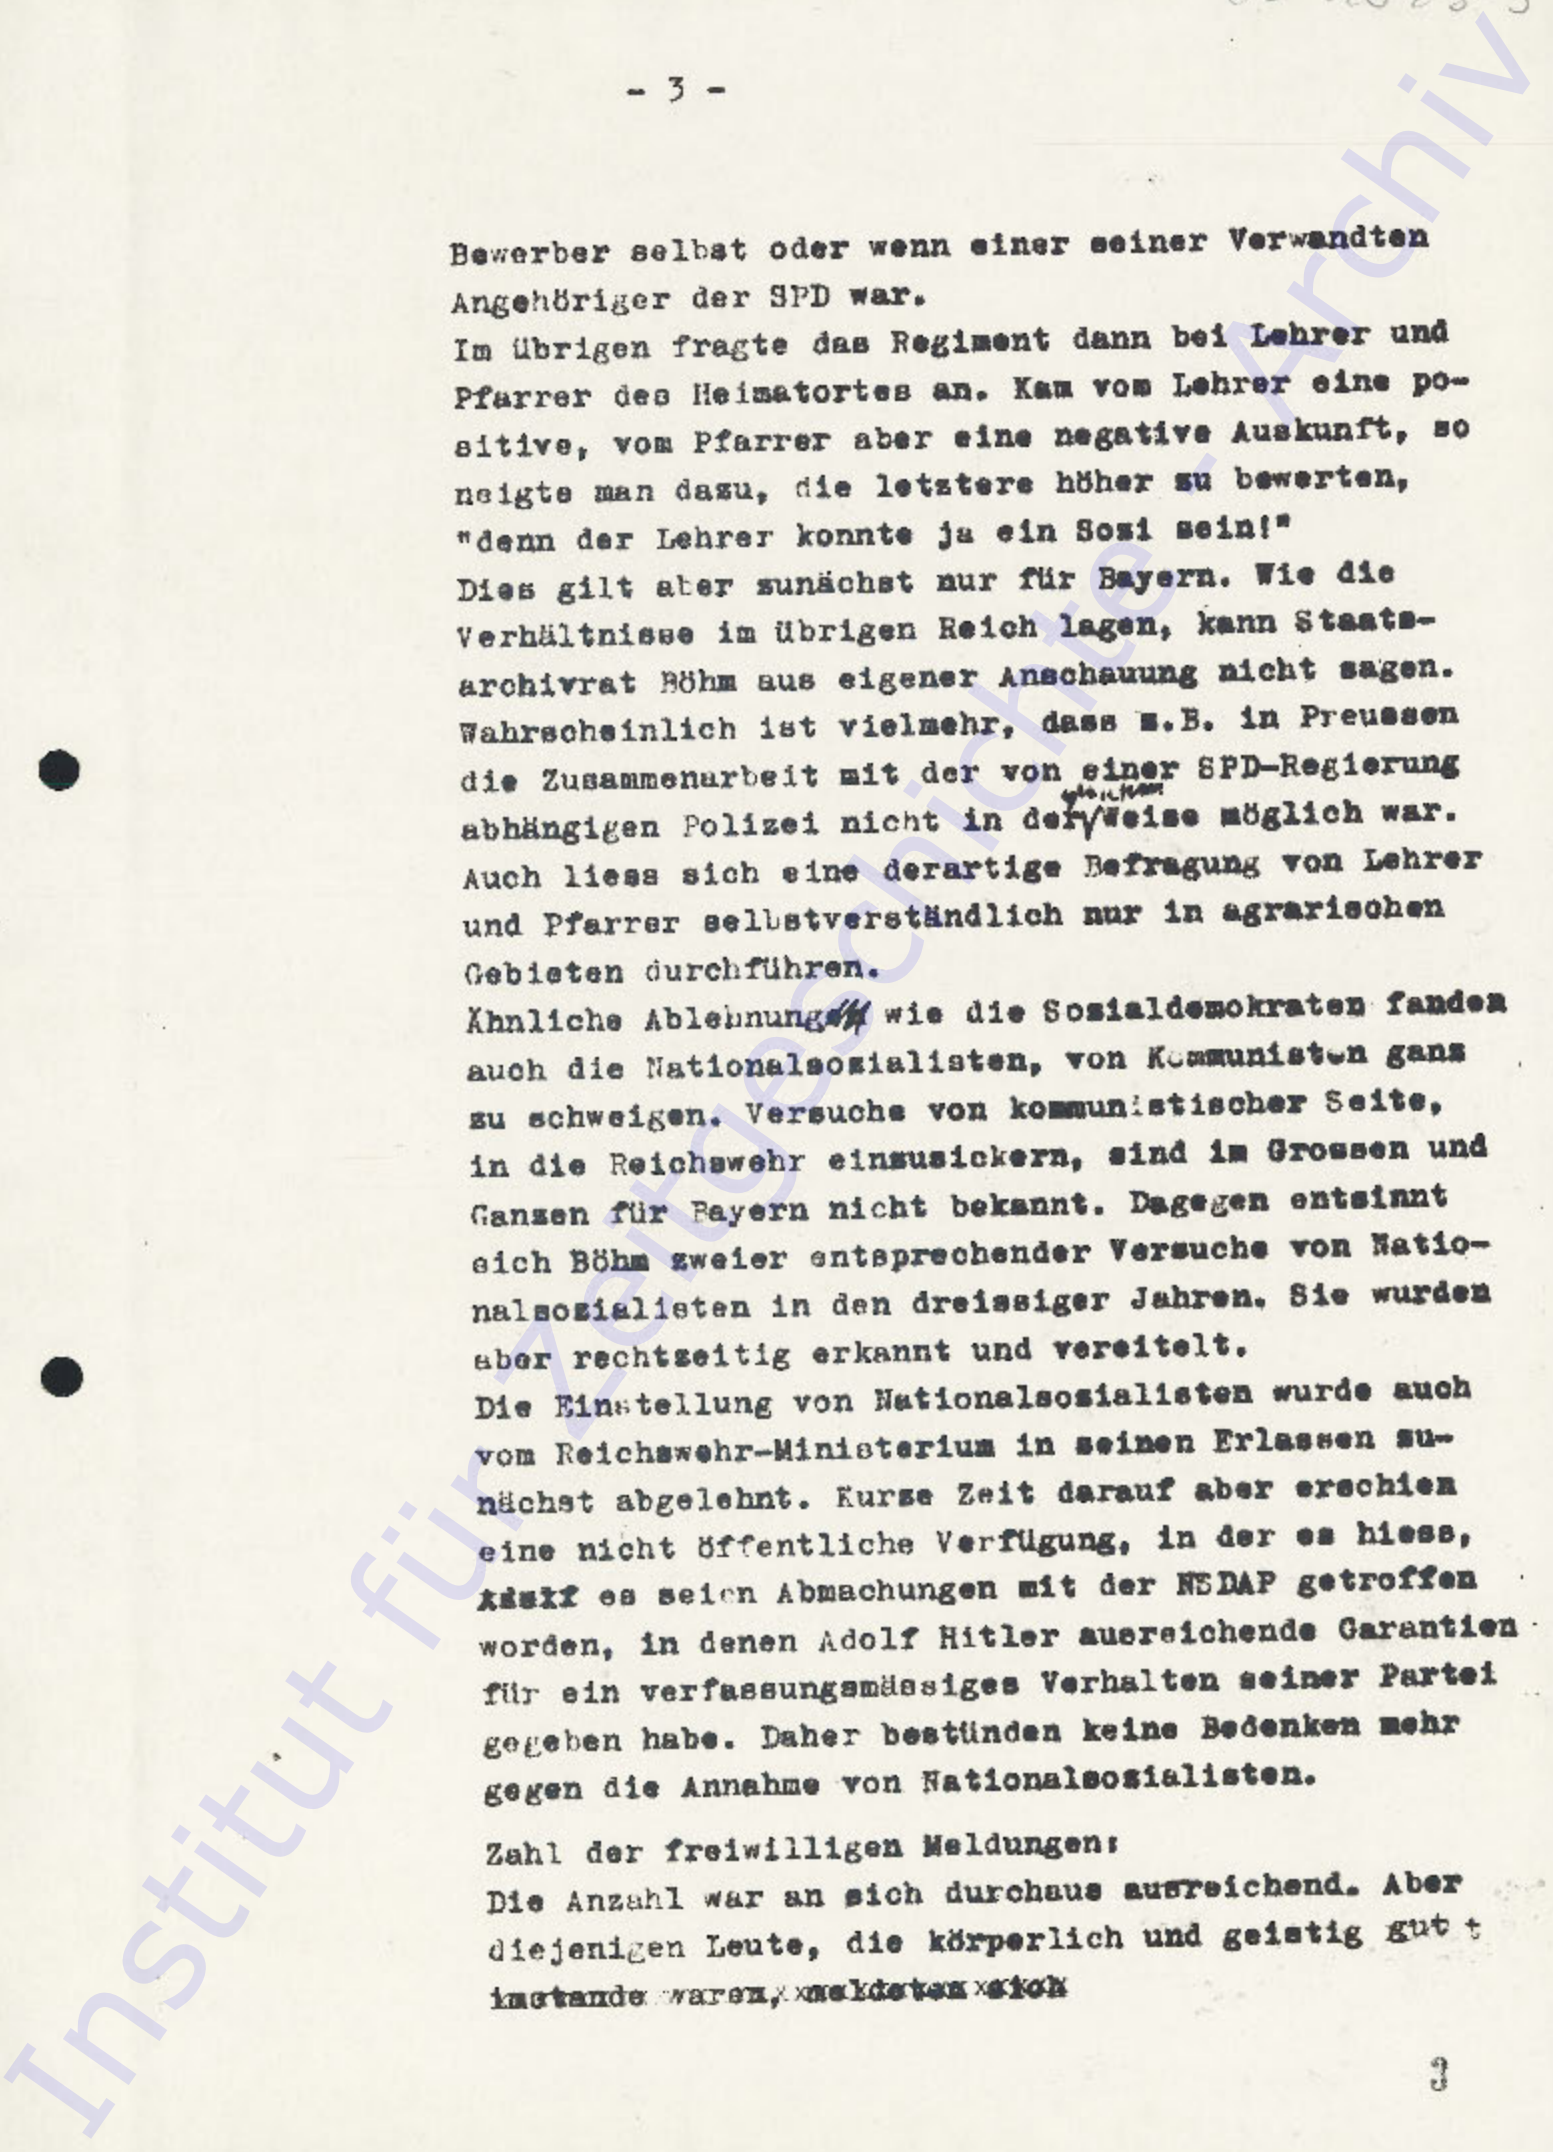 - 3 -
Bewerber selbst oder wenn einer seiner Verwandten
Angehöriger der SPD war.
Im übrigen fragte das Regiment dann bei Lehrer und
Pfarrer des Heimatortes an. Kam vom Lehrer eine po-
sitive, vom Pfarrer aber eine negative Auskunft, so
neigte man dazu, die letztere höher zu bewerten,
"denn der Lehrer konnte ja ein Sozi sein!"
Dies gilt aber zunächst nur für Bayern. Wie die
Verhältnisse im übrigen Reich lagen, kann Staats-
archivrat Böhm aus eigener Anschauung nicht sagen.
Wahrscheinlich ist vielmehr, dass z.B. in Preussen
die Zusammenarbeit mit der von einer SPD-Regierung
gleichen
abhängigen Polizei nicht in der Weise möglich war.
Auch liess sich eine derartige Befragung von Lehrer
und Pfarrer selbstverständlich nur in agrarischen
Gebieten durchführen.
Ähnliche Ablehnung wie die Sozialdemokraten fanden
auch die Nationalsozialisten, von Kommunisten ganz
zu schweigen. Versuche von kommunistischer Seite,
in die Reichswehr einzusickern, sind im Grossen und
Ganzen für Bayern nicht bekannt. Dagegen entsinnt
sich Böhm zweier entsprechender Versuche von Natio-
nalsozialisten in den dreissiger Jahren. Sie wurden
aber rechtzeitig erkannt und vereitelt.
Die Einstellung von Nationalsozialisten wurde auch
vom Reichswehr-Ministerium in seinen Erlassen zu-
nächst abgelehnt. Kurze Zeit darauf aber erschien
eine nicht öffentliche Verfügung, in der es hiess,
es seien Abmachungen mit der NSDAP getroffen
worden, in denen Adolf Hitler ausreichende Garantien
für ein verfassungsmässiges Verhalten seiner Partei
gegeben habe. Daher bestünden keine Bedenken mehr
gegen die Annahme von Nationalsozialisten.
Zahl der freiwilligen Meldungen:
Die Anzahl war an sich durchaus ausreichend. Aber
diejenigen Leute, die körperlich und geistig gut t
imstande waren, meldeten sich
3
Institut für Zeitgeschichte - Archiv